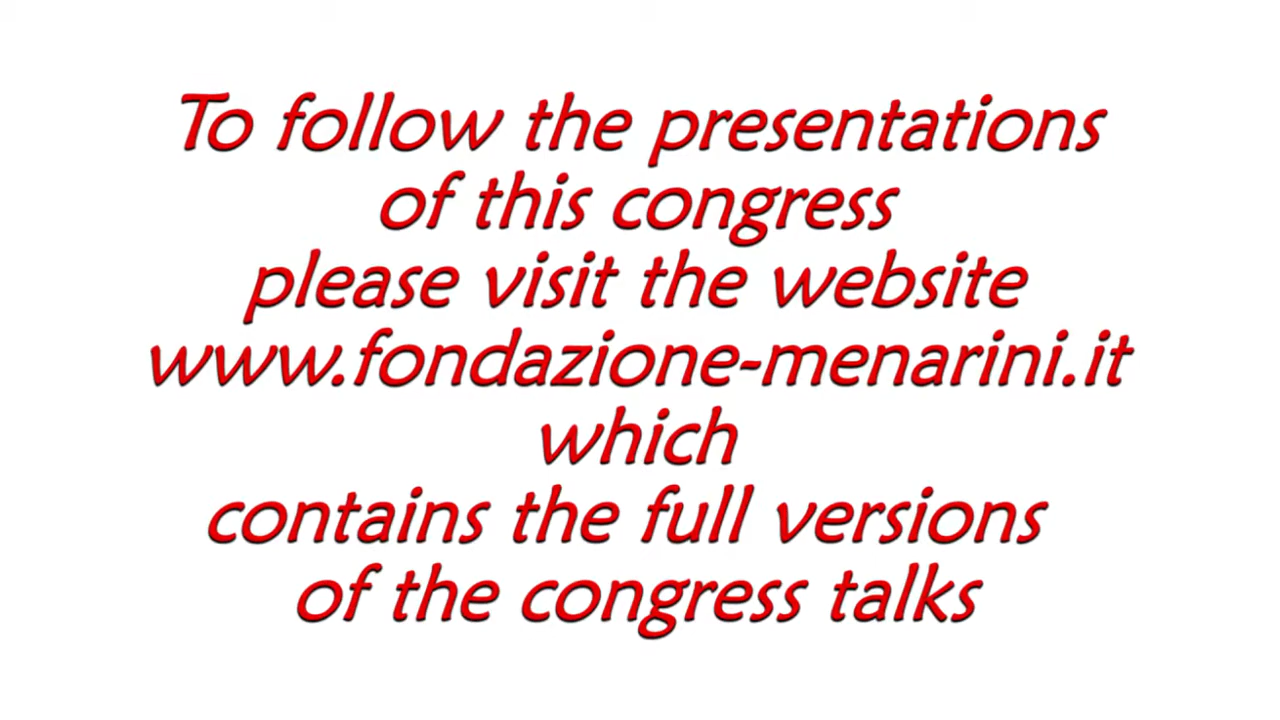 To follow the presentations
of this congress
please visit the website
www.fondazione-menarini.it
which
contains the full versions
of the congress talks